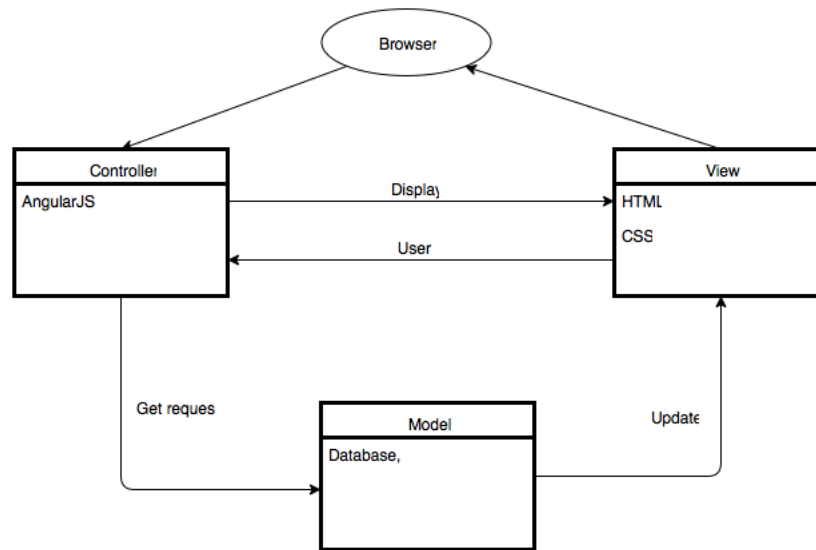 Browser
Controller
AngularJS
Display
User
View
HTML
CSS
Get reques
Model
Database,
Update